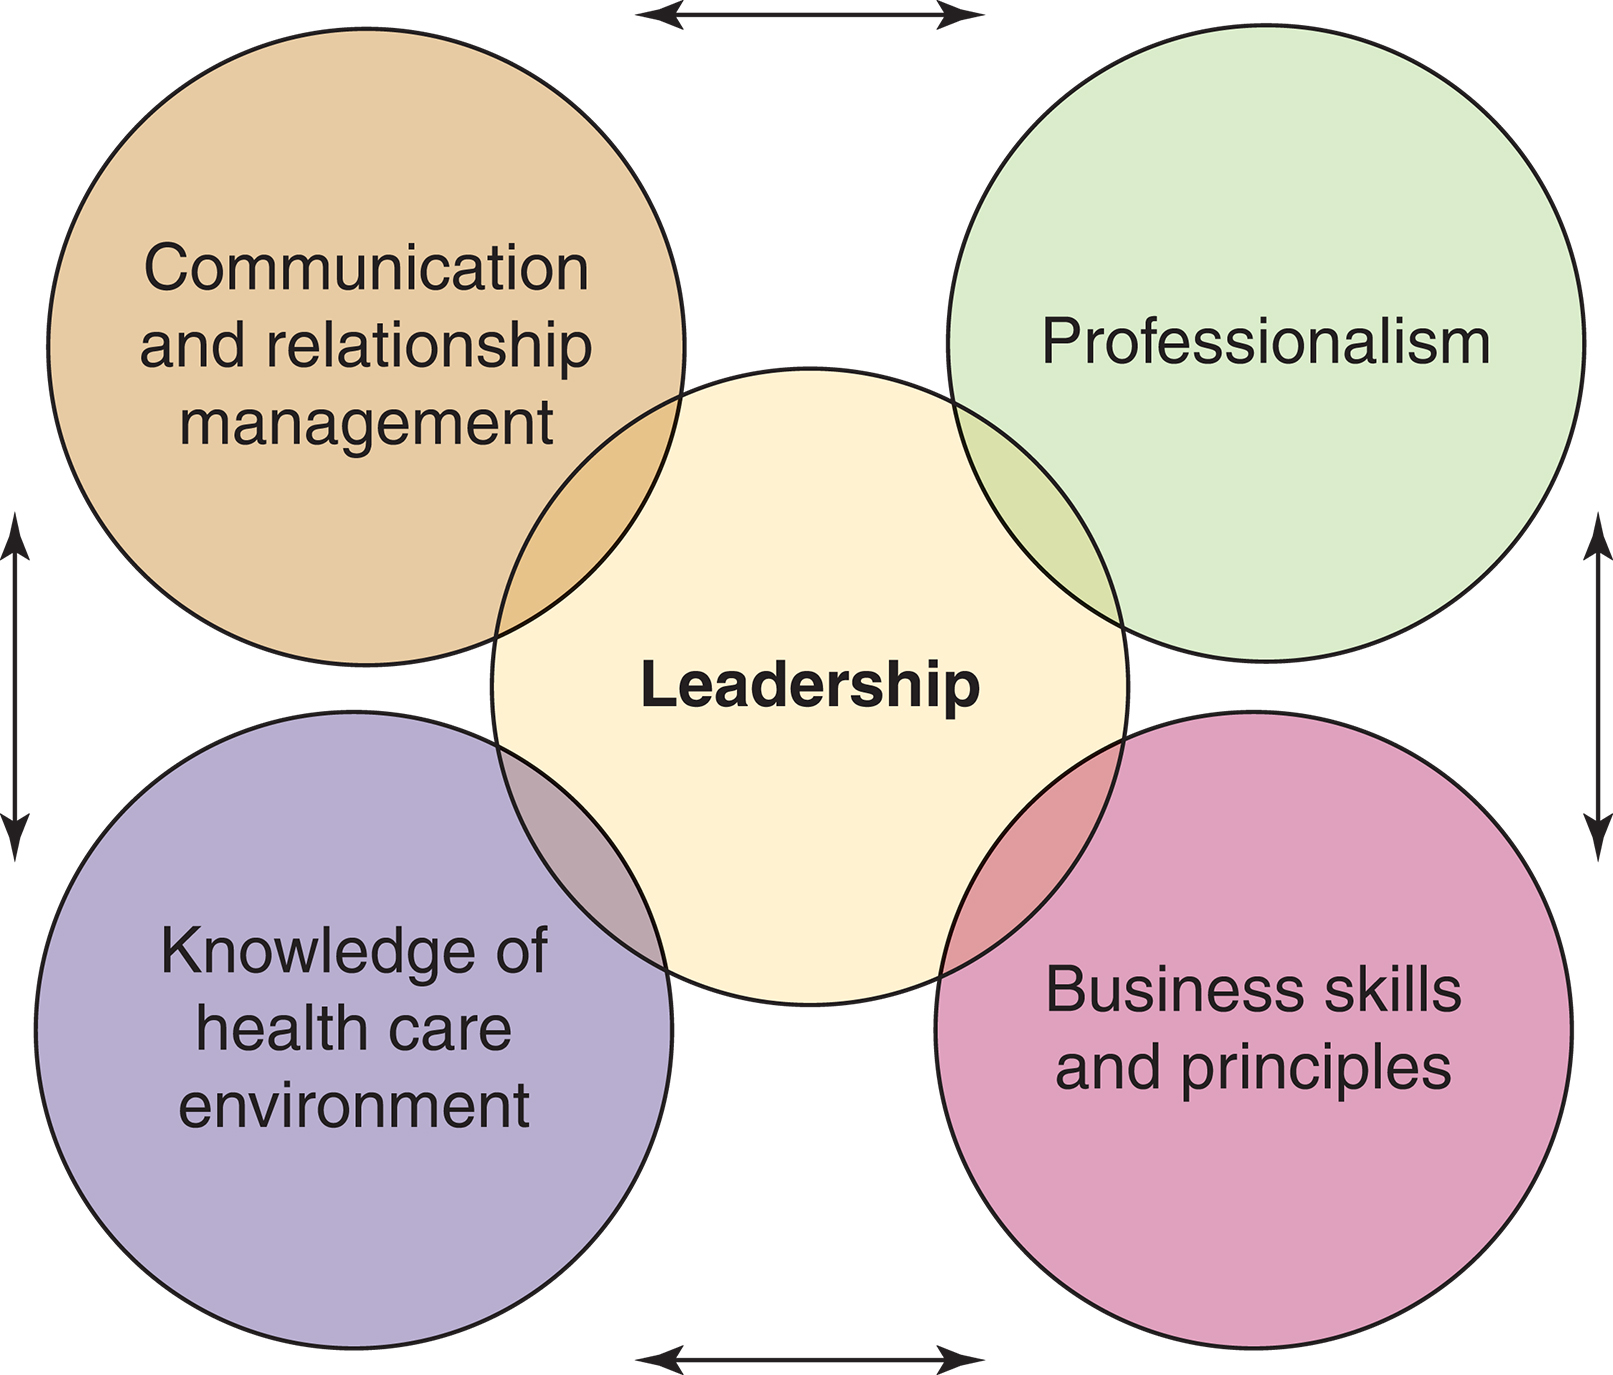 Communication
and relationship
management
Professionalism
Leadership
Knowledge of
health care
environment
Business skills
and principles